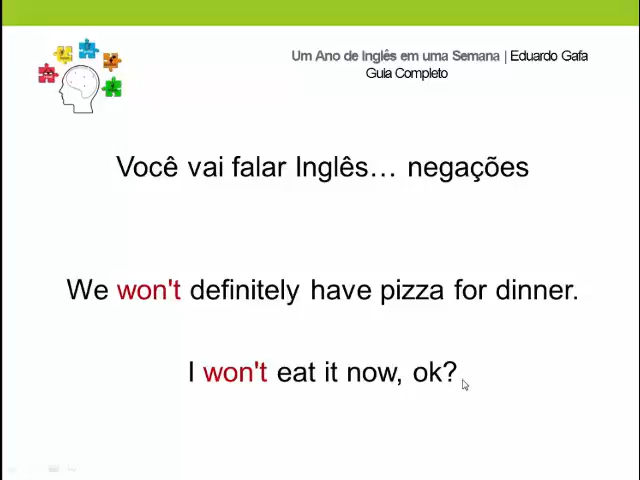 Um Ano de Inglês em uma Semana | Eduardo Gafa
Guia Completo
Você vai falar Inglês… negações
We won't definitely have pizza for dinner.
I won't eat it now, ok?